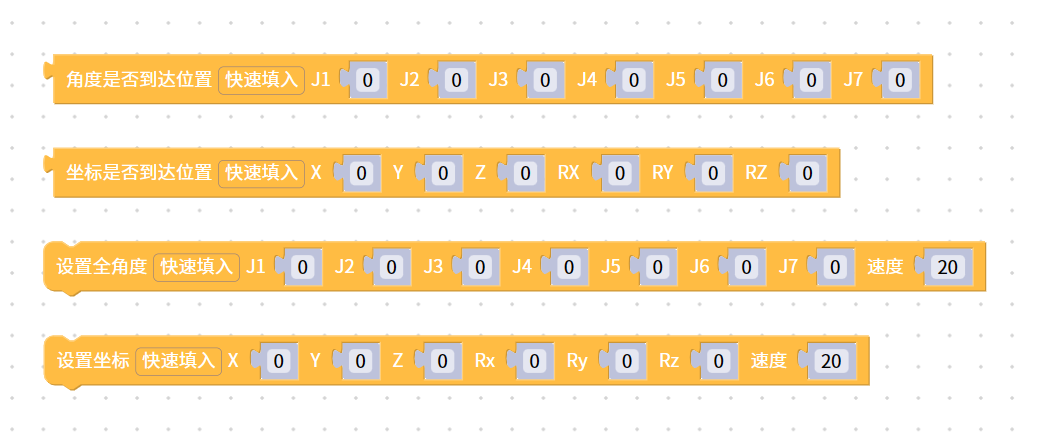 角度是否到达位置 快速填入 J1 0 J2 0 J3 0 J4 0 J5 0 J6 0 J7 0
坐标是否到达位置 快速填入 X 0 Y 0 Z 0 RX 0 RY 0 RZ 0
设置全角度 快速填入 J1 0 J2 0 J3 0 J4 0 J5 0 J6 0 J7 0 速度 20
设置坐标 快速填入 X 0 Y 0 Z 0 Rx 0 Ry 0 Rz 0 速度 20